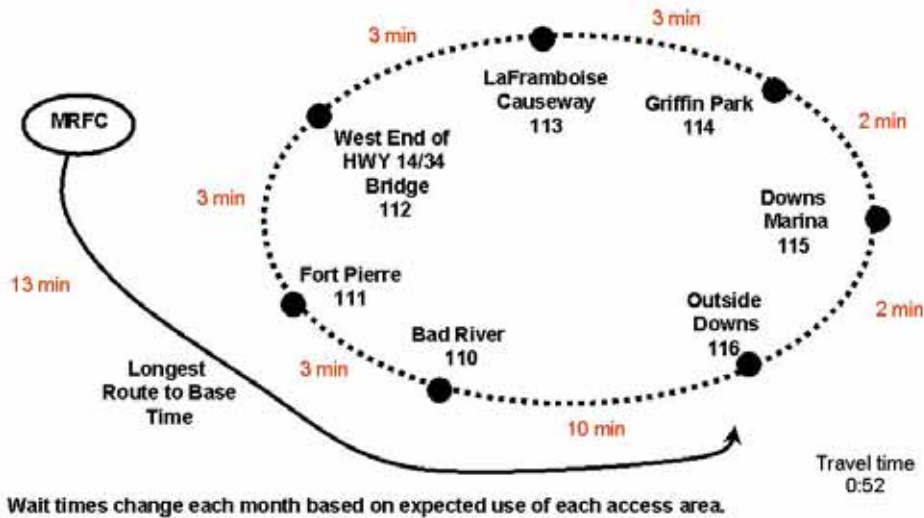 3 min
3 min
MRFC
LaFramboise
Causeway
113
Griffin Park
114
West End of
HWY 14/34
Bridge
112
2 min
3 min
Downs
Marina
115
13 min
Fort Pierre
111
Outside
Downs
116
2 min
Bad River
110
3 min
Longest
Route to Base
Time
10 min
Travel time
0:52
Wait times change each month based on expected use of each access area.